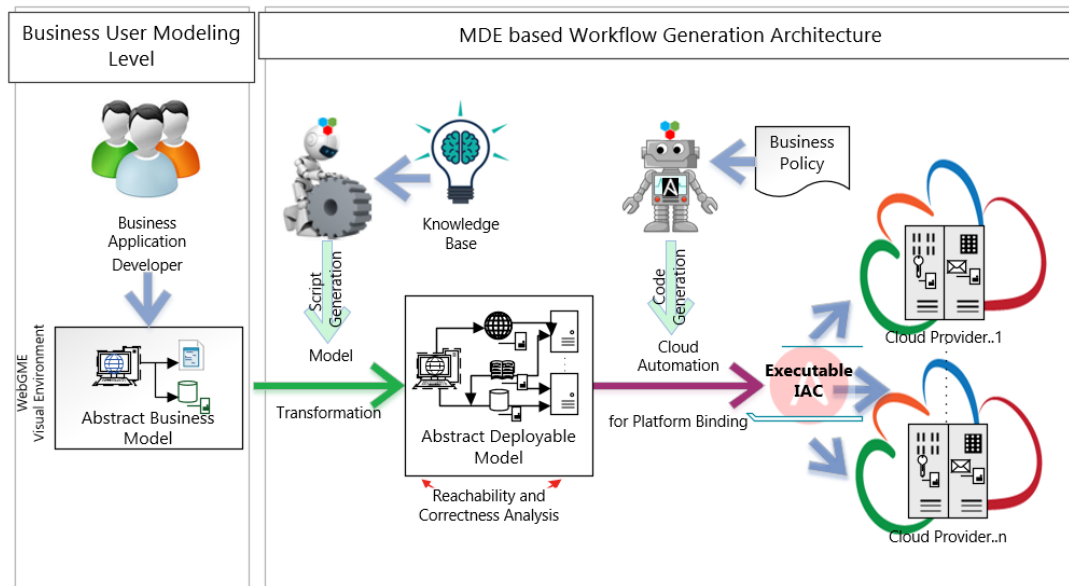 Business User Modeling
Level
MDE based Workflow Generation Architecture
Business
Application
Developer
WebGME
Visual Environment
Abstract Business
Model
Knowledge
Base
Script
Generation
Model
Transformation
Abstract Deployable
Model
Reachability and
Correctness Analysis
Business
Policy
Code
Generation
Cloud
Automation
for Platform Binding
Executable
IAC
Cloud Provider..1
Cloud Provider..n